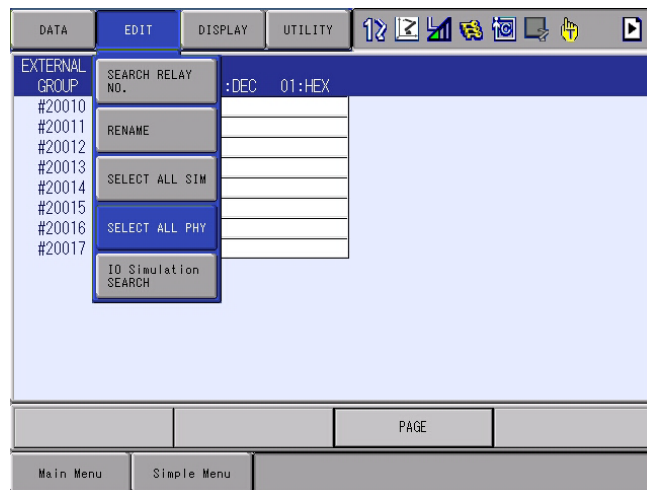 DATA EDIT DISPLAY UTILITY
EXTERNAL
GROUP :DEC 01:HEX
SEARCH RELAY
NO.
RENAME
SELECT ALL SIM
SELECT ALL PHY
IO Simulation
SEARCH
#20010
#20011
#20012
#20013
#20014
#20015
#20016
#20017
PAGE
Main Menu Simple Menu